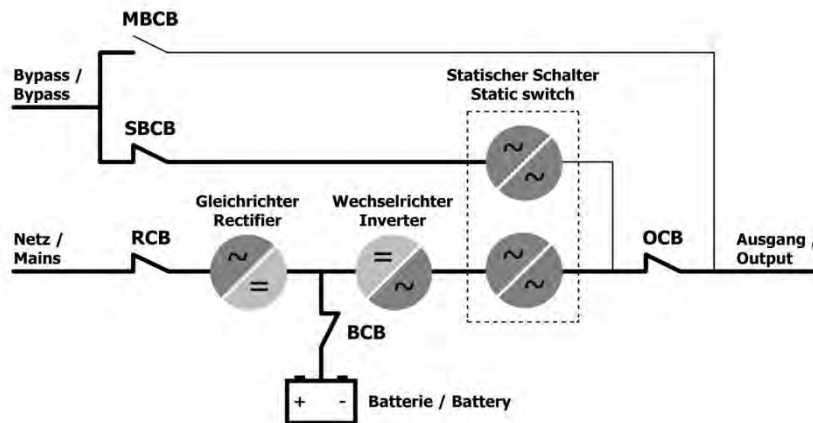 MBCB
Bypass /
Bypass
Statischer Schalter
Static switch
SBCB
Gleichrichter
Rectifier
Wechselrichter
Inverter
Netz /
Mains
RCB
OCB
Ausgang /
Output
BCB
+ -
Batterie / Battery